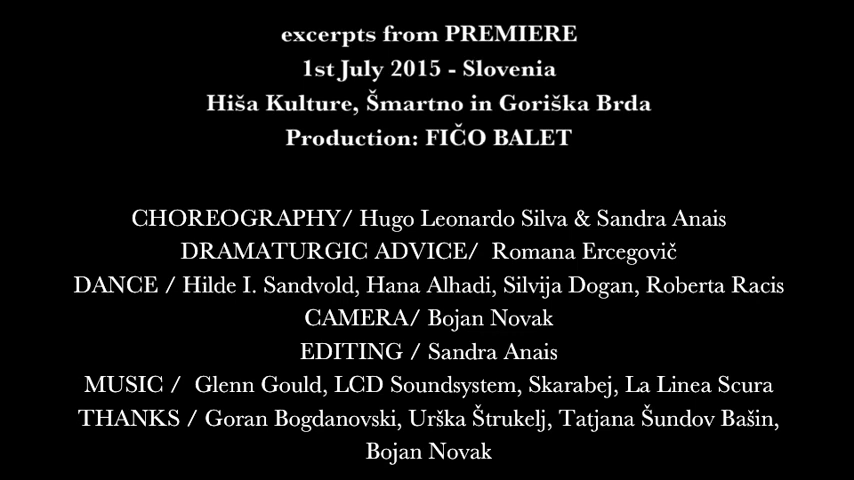 excerpts from PREMIERE
1st July 2015 - Slovenia
Hiša Kulture, Šmartno in Goriška Brda
Production: FIČO BALET
CHOREOGRAPHY/ Hugo Leonardo Silva & Sandra Anais
DRAMATURGIC ADVICE/ Romana Ercegovič
DANCE / Hilde I. Sandvold, Hana Alhadi, Silvija Dogan, Roberta Racis
CAMERA/ Bojan Novak
EDITING / Sandra Anais
MUSIC / Glenn Gould, LCD Soundsystem, Skarabej, La Linea Scura
THANKS / Goran Bogdanovski, Urška Štrukelj, Tatjana Šundov Bašin,
Bojan Novak